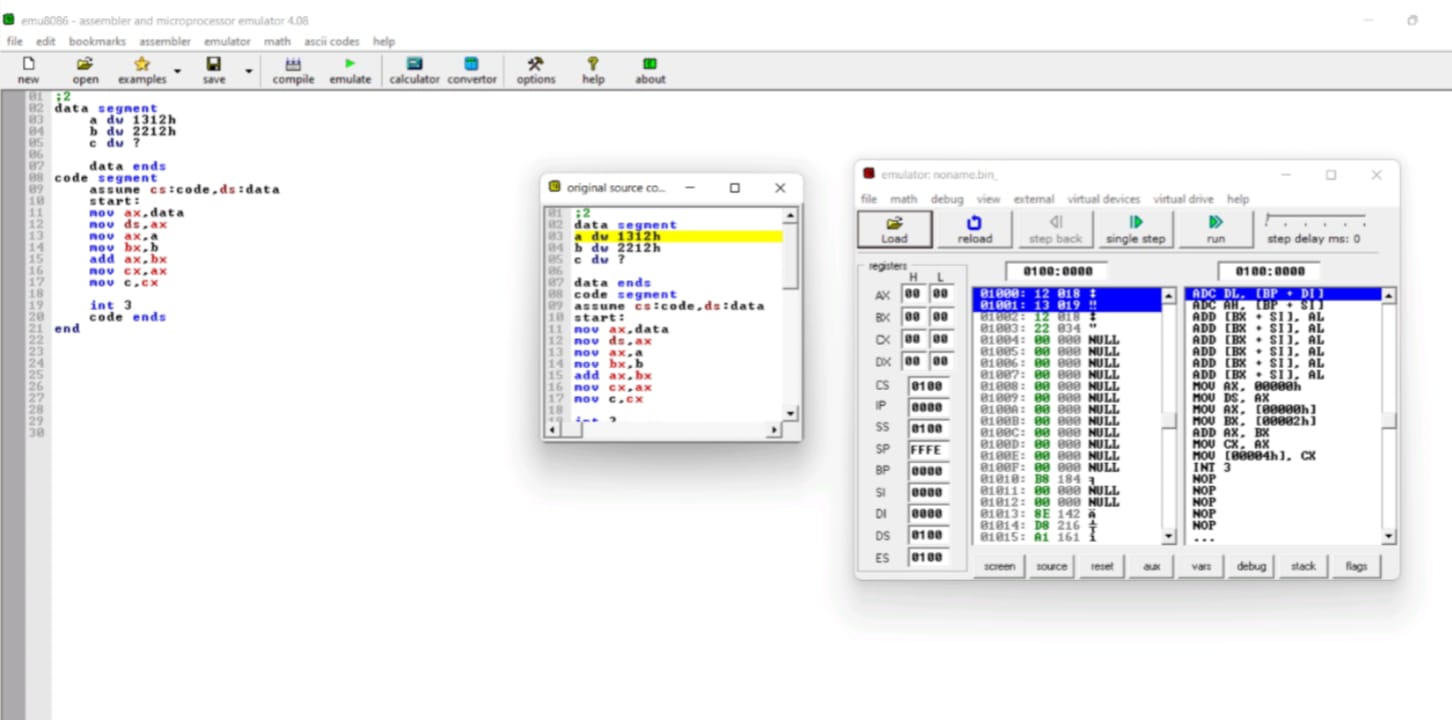 emu8086 - assembler and microprocessor emulator 4.08
file edit bookmarks assembler emulator math ascii codes help
new open examples save compile emulate calculator convertor options help about
01 ;2
02 data segment
03 a dw 1312h
04 b dw 2212h
05 c dw ?
06
07 data ends
08 code segment
09 assume cs:code,ds:data
10 start:
11 mov ax,data
12 mov ds,ax
13 mov ax,a
14 mov bx,b
15 add ax,bx
16 mov cx,ax
17 mov c,cx
18
19 int 3
20 code ends
21 end
22
23
24
25
26
27
28
29
30
original source co...
01 ;2
02 data segment
03 a dw 1312h
04 b dw 2212h
05 c dw ?
06
07 data ends
08 code segment
09 assume cs:code,ds:data
10 start:
11 mov ax,data
12 mov ds,ax
13 mov ax,a
14 mov bx,b
15 add ax,bx
16 mov cx,ax
17 mov c,cx
18
emulator: noname.bin_
file math debug view external virtual devices virtual drive help
Load reload step back single step run step delay ms: 0
registers
H L
AX 00 00
BX 00 00
CX 00 00
DX 00 00
CS 0100
IP 0000
SS 0100
SP FFFE
BP 0000
SI 0000
DI 0000
DS 0100
ES 0100
0100:0000
01000: 12 018 ↕
01001: 13 019 ‼
01002: 12 018 ↕
01003: 22 034 "
01004: 00 000 NULL
01005: 00 000 NULL
01006: 00 000 NULL
01007: 00 000 NULL
01008: 00 000 NULL
01009: 00 000 NULL
0100A: 00 000 NULL
0100B: 00 000 NULL
0100C: 00 000 NULL
0100D: 00 000 NULL
0100E: 00 000 NULL
0100F: 00 000 NULL
01010: B8 184 ╕
01011: 00 000 NULL
01012: 00 000 NULL
01013: 8E 142 Ä
01014: D8 216 ╪
01015: A1 161 í
0100:0000
ADC DL, [BP + DI]
ADC AH, [BP + SI]
ADD [BX + SI], AL
ADD [BX + SI], AL
ADD [BX + SI], AL
ADD [BX + SI], AL
ADD [BX + SI], AL
ADD [BX + SI], AL
MOV AX, 00000h
MOV DS, AX
MOV AX, [00000h]
MOV BX, [00002h]
ADD AX, BX
MOV CX, AX
MOV [00004h], CX
INT 3
NOP
NOP
NOP
NOP
NOP
...
screen source reset aux vars debug stack flags